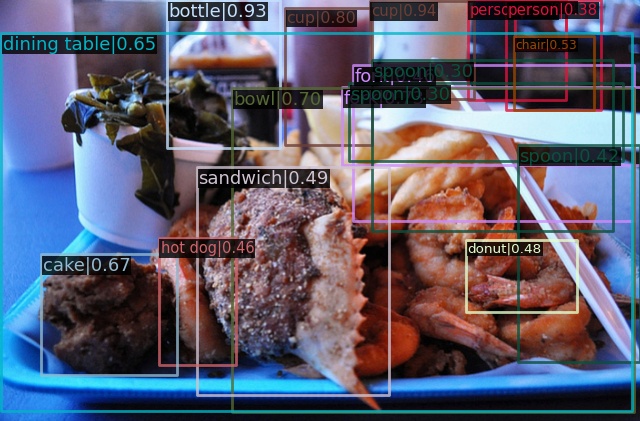 bottle|0.93
cup|0.80
cup|0.94
person|0.38
dining table|0.65
chair|0.53
spoon|0.30
spoon|0.30
bowl|0.70
spoon|0.42
sandwich|0.49
hot dog|0.46
donut|0.48
cake|0.67